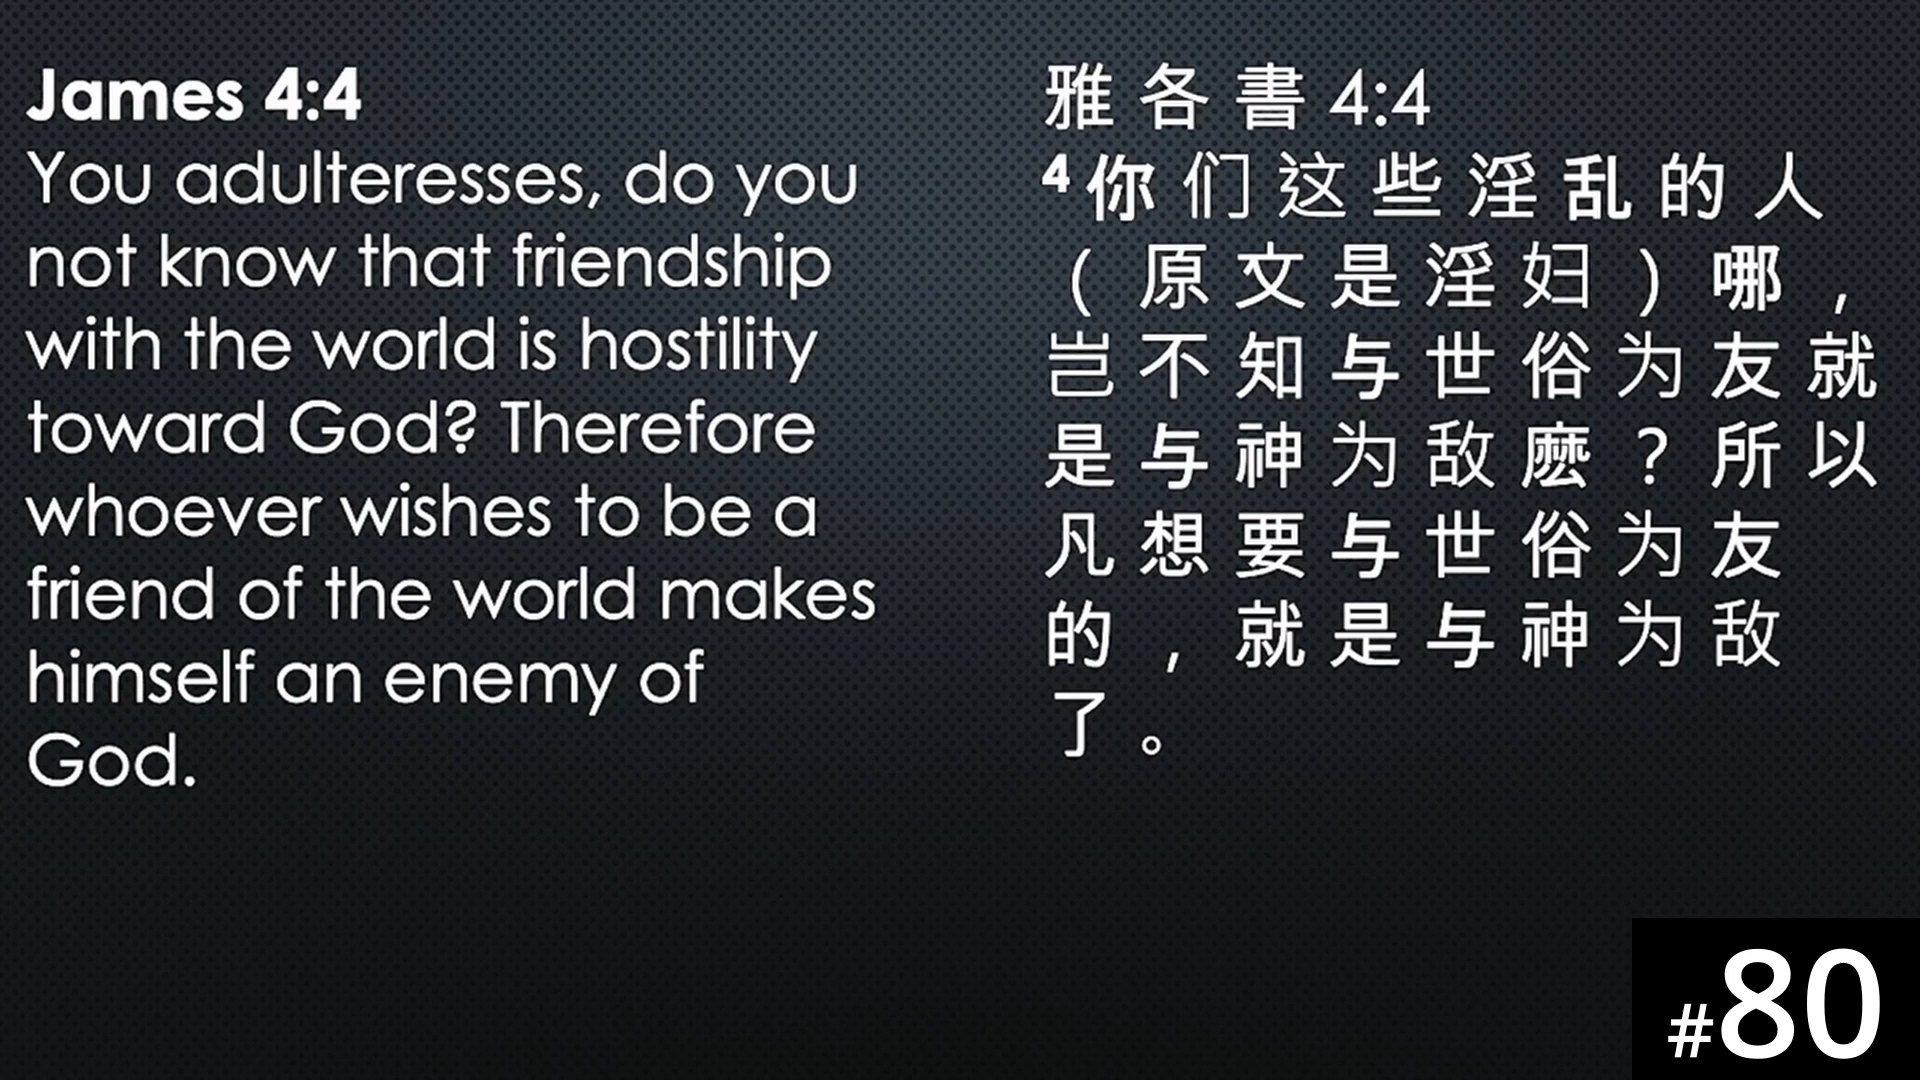 James 4:4
You adulteresses, do you
not know that friendship
with the world is hostility
toward God? Therefore
whoever wishes to be a
friend of the world makes
himself an enemy of
God.
雅各書 4:4
4 你们这些淫乱的人
(原文是淫妇)哪,
岂不知与世俗为友就
是与神为敌麽?所以
凡想要与世俗为友
的,就是与神为敌
了。
#80